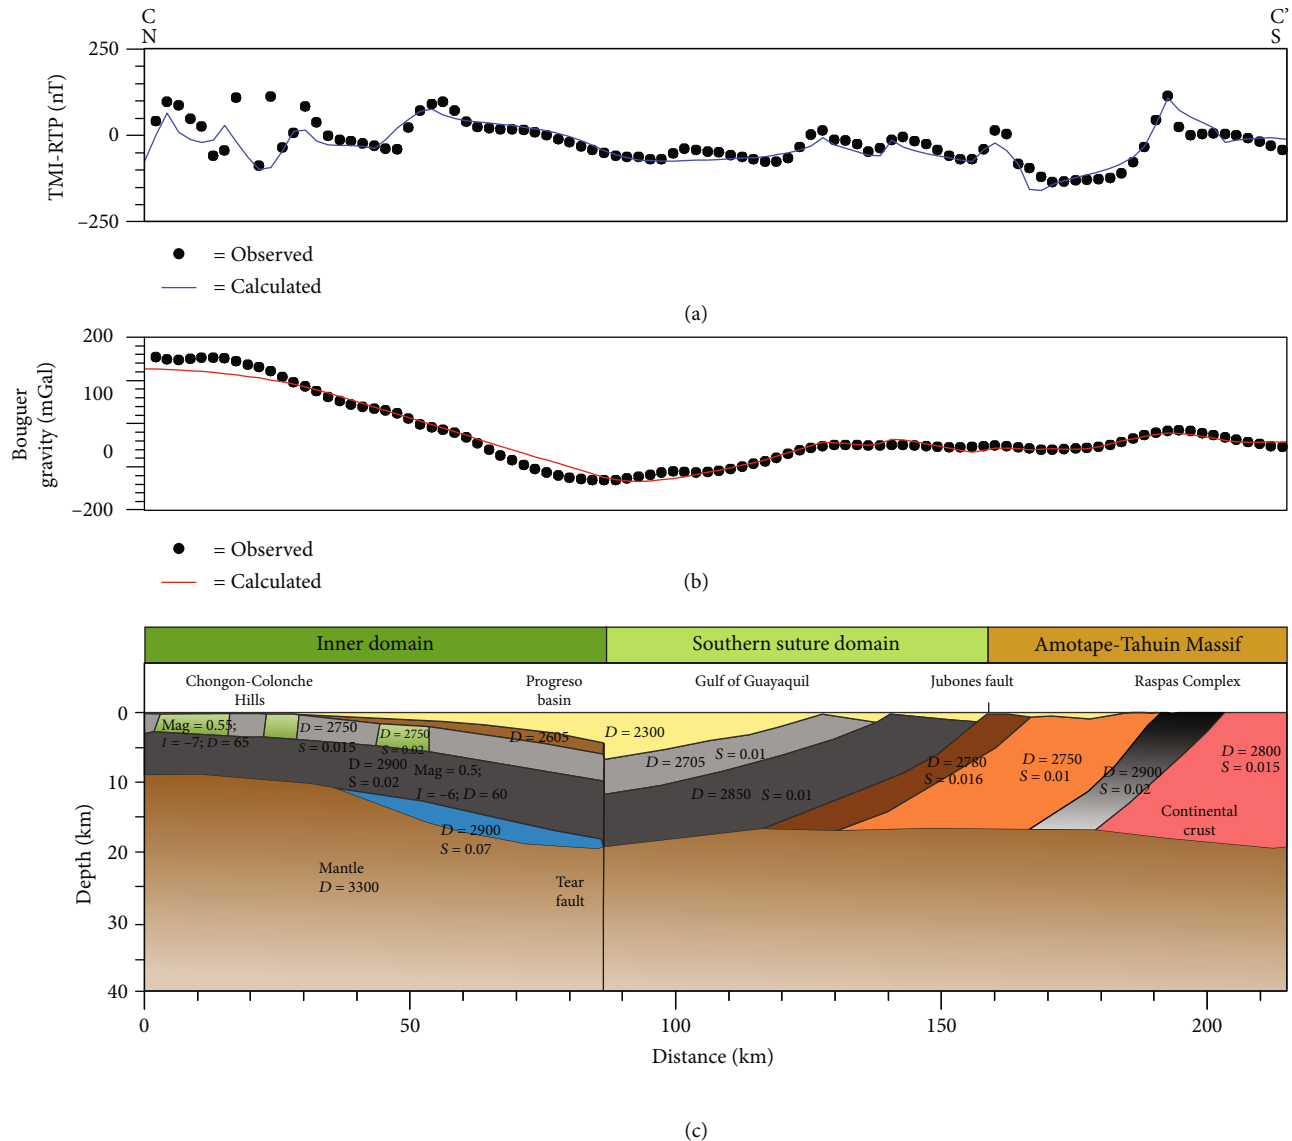 C
N
C’
S
250
0
−250
TMI-RTP (nT)
= Observed
= Calculated
(a)
200
100
0
−200
Bouguer
gravity (mGal)
= Observed
= Calculated
(b)
Inner domain
Southern suture domain
Amotape-Tahuin Massif
Chongon-Colonche
Hills
Progreso
basin
Gulf of Guayaquil
Jubones fault
Raspas Complex
Mag = 0.55;
I = −7; D = 65
D = 2750
S = 0.015
D = 2750
S = 0.02
D = 2900
S = 0.02
Mag = 0.5;
I = −6; D = 60
D = 2605
D = 2300
D = 2705
S = 0.01
D = 2850
S = 0.01
D = 2780
S = 0.016
D = 2750
S = 0.01
D = 2900
S = 0.02
D = 2800
S = 0.015
Continental
crust
D = 2900
S = 0.07
Mantle
D = 3300
Tear
fault
0
10
20
30
40
Depth (km)
0
50
100
150
200
Distance (km)
(c)